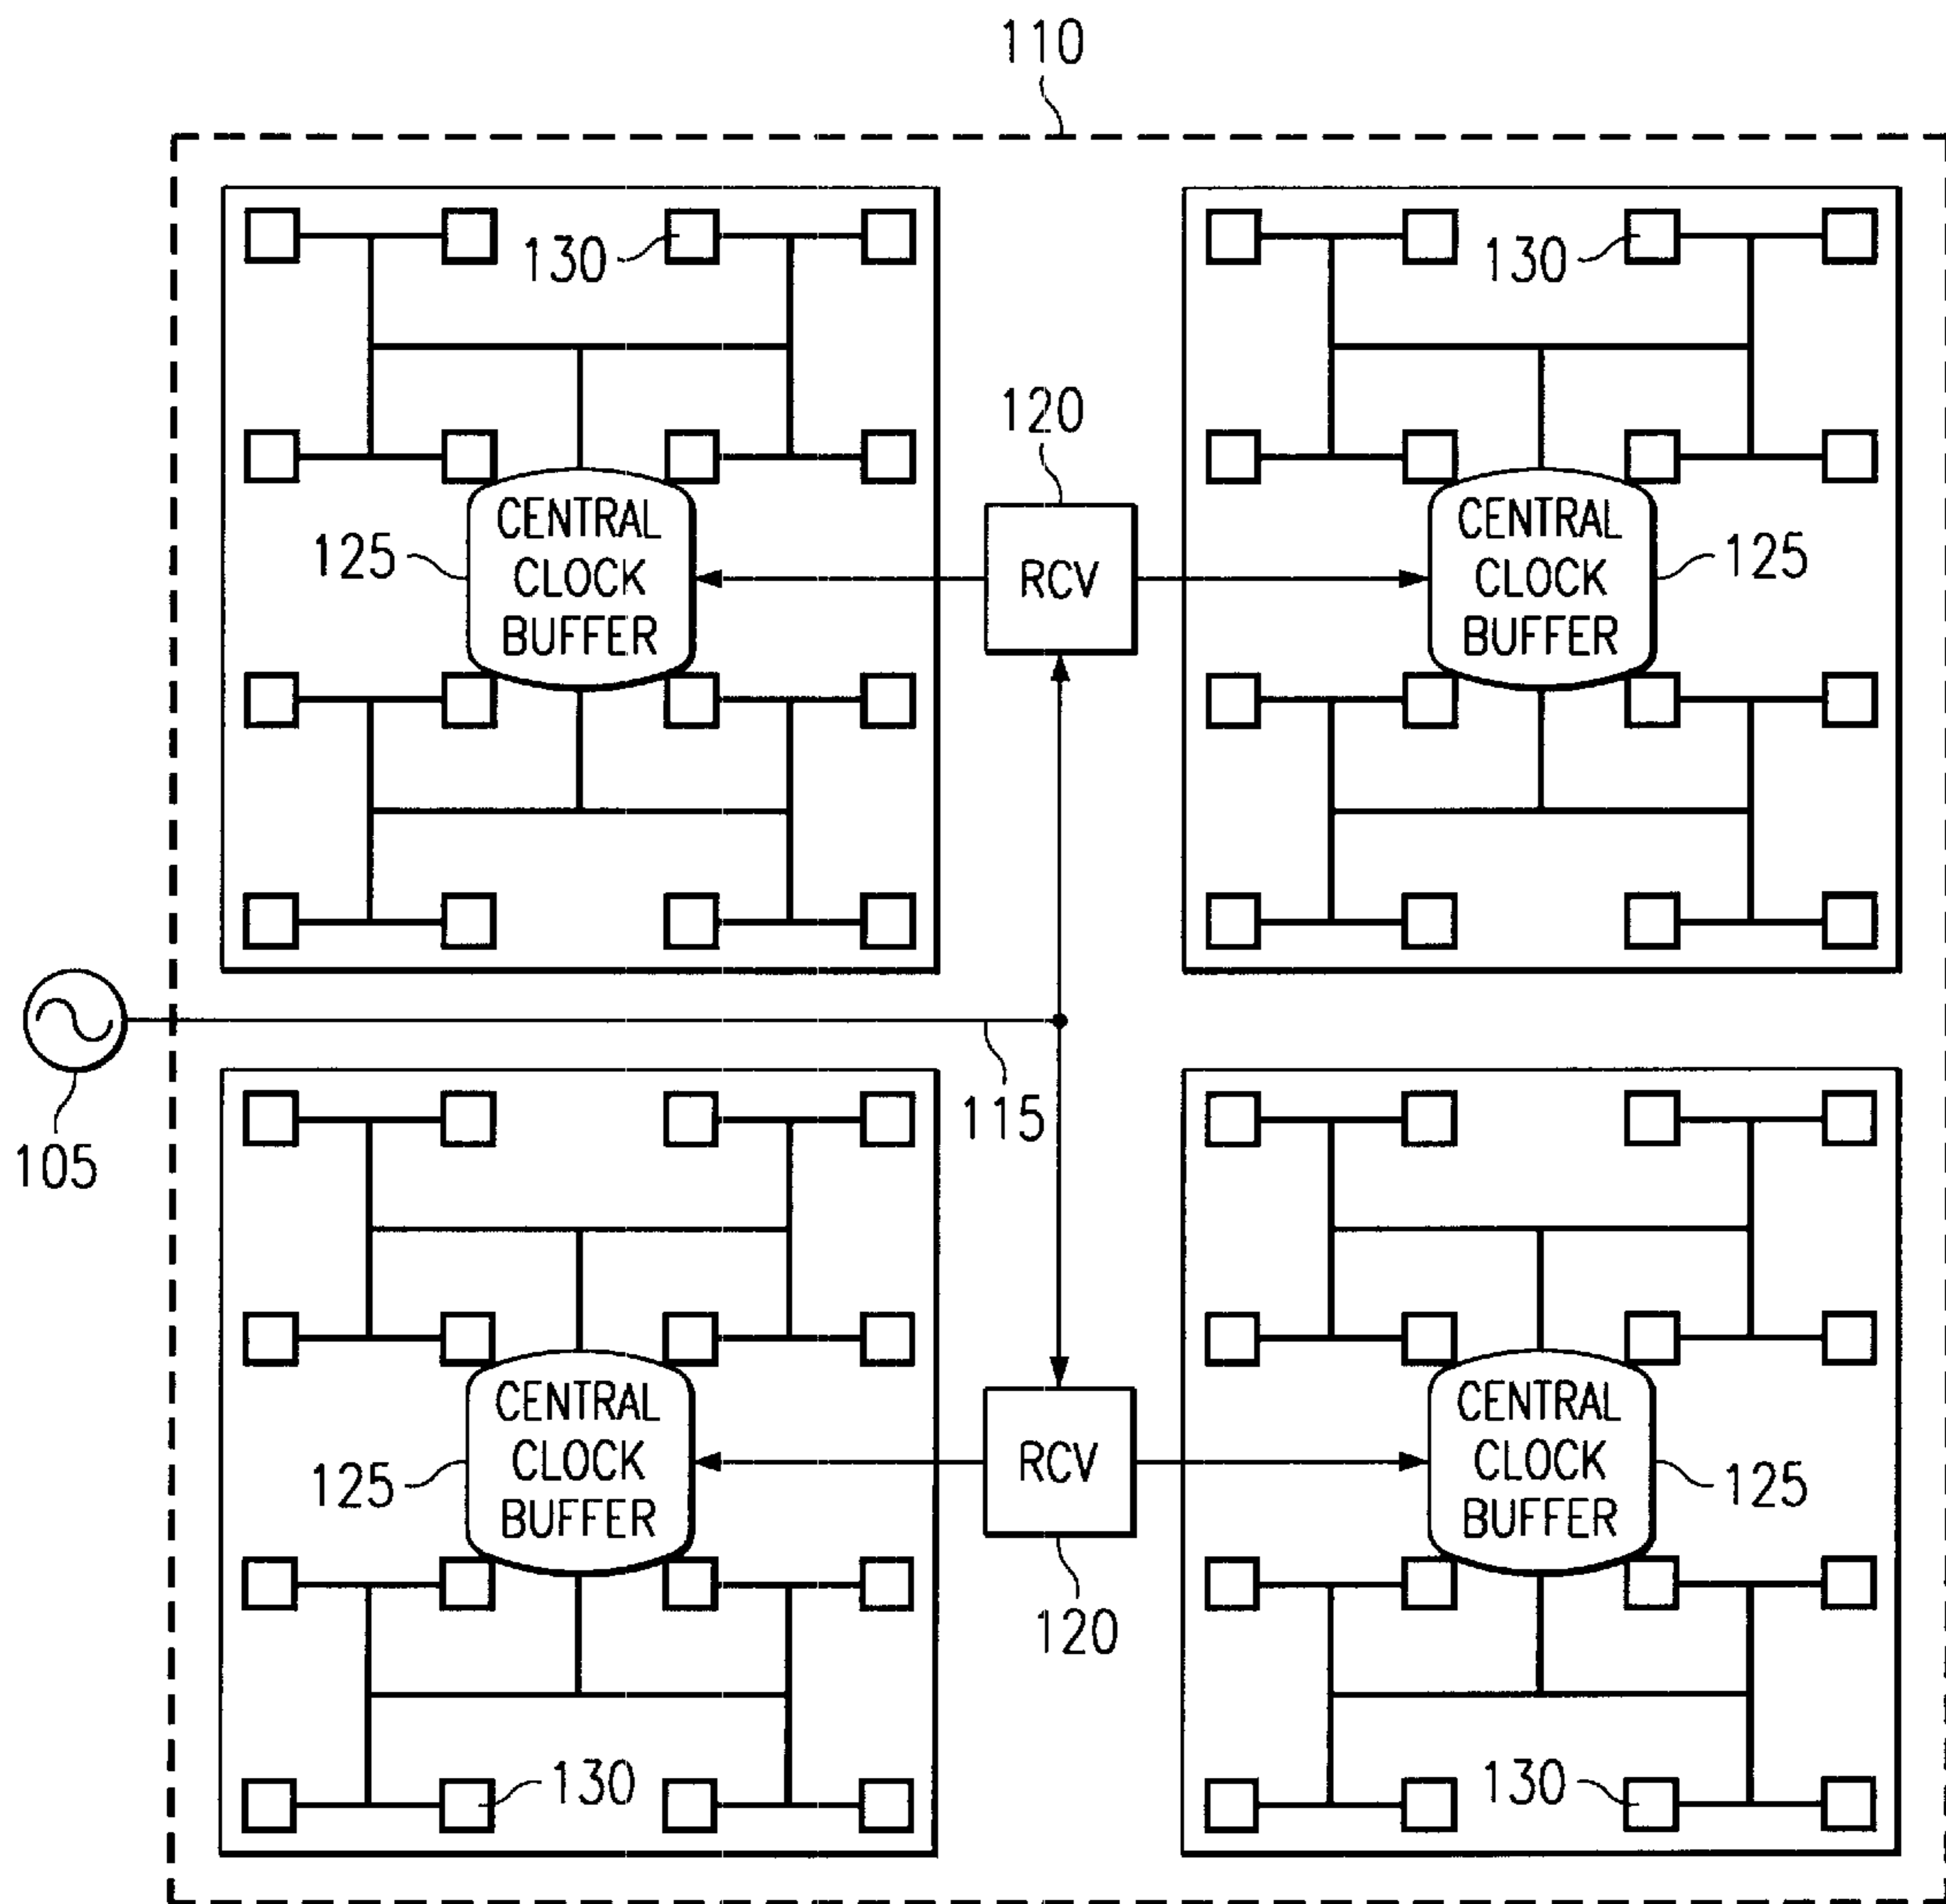 110
130
130
120
CENTRAL
CLOCK
BUFFER
125
RCV
CENTRAL
CLOCK
BUFFER
125
115
105
CENTRAL
CLOCK
BUFFER
125
RCV
CENTRAL
CLOCK
BUFFER
125
120
130
130